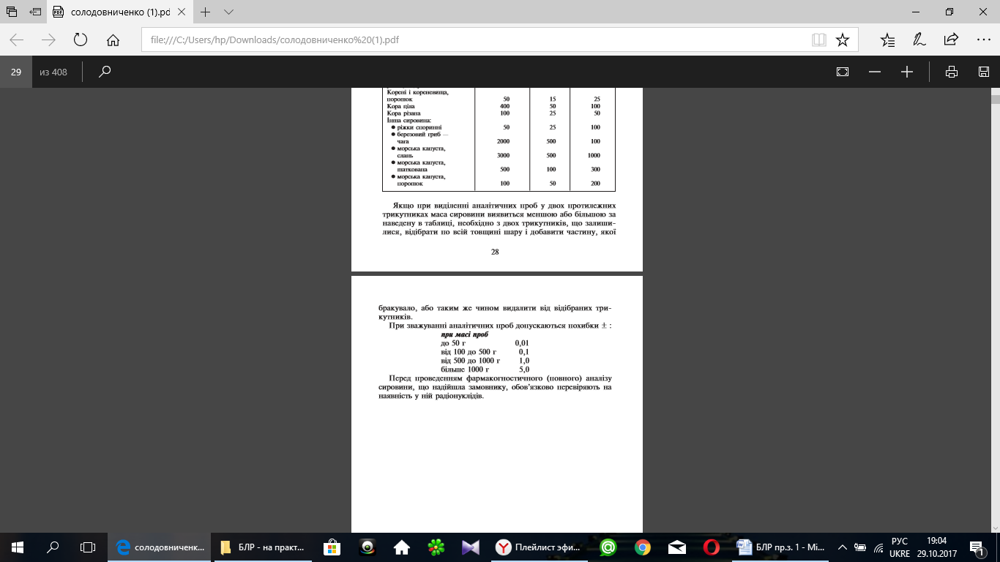 солодовниченко (1).pd
file:///C:/Users/hp/Downloads/солодовниченко%20(1).pdf
29 из 408
Корені і кореневища,
порошок 50 15 25
Кора ціла 400 50 100
Кора різана 100 25 50
Інша сировина:
● ріжки споринні 50 25 100
● березовий гриб —
чага 2000 500 100
● морська капуста,
слань 3000 500 1000
● морська капуста,
шаткована 500 100 300
● морська капуста,
порошок 100 50 200
Якщо при виділенні аналітичних проб у двох протилежних
трикутниках маса сировини виявиться меншою або більшою за
наведену в таблиці, необхідно з двох трикутників, що залиши-
лися, відібрати по всій товщині шару і добавити частину, якої
28
бракувало, або таким же чином видалити від відібраних три-
кутників.
При зважуванні аналітичних проб допускаються похибки ± :
при масі проб
до 50 г 0,01
від 100 до 500 г 0,1
від 500 до 1000 г 1,0
більше 1000 г 5,0
Перед проведенням фармакогностичного (повного) аналізу
сировини, що надійшла замовнику, обов’язково перевіряють на
наявність у ній радіонуклідів.
солодовниченк...
БЛР - на практ...
Плейлист эфи...
БЛР пр.з. 1 - Mi...
РУС 19:04
UKRE 29.10.2017
1